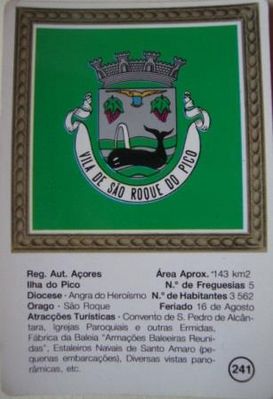 VILA DE SÃO ROQUE DO PICO
Reg. Aut. Açores Área Aprox. ·143 km2
Ilha do Pico N.º de Freguesias 5
Diocese · Angra do Heroísmo N.º de Habitantes 3 562
Orago · São Roque Feriado 16 de Agosto
Atracções Turísticas · Convento de S. Pedro de Alcân-
tara, Igrejas Paroquiais e outras Ermidas,
Fábrica da Baleia "Armações Baleeiras Reuni-
das", Estaleiros Navais de Santo Amaro (pe-
quenas embarcações), Diversas vistas pano-
râmicas, etc.
241